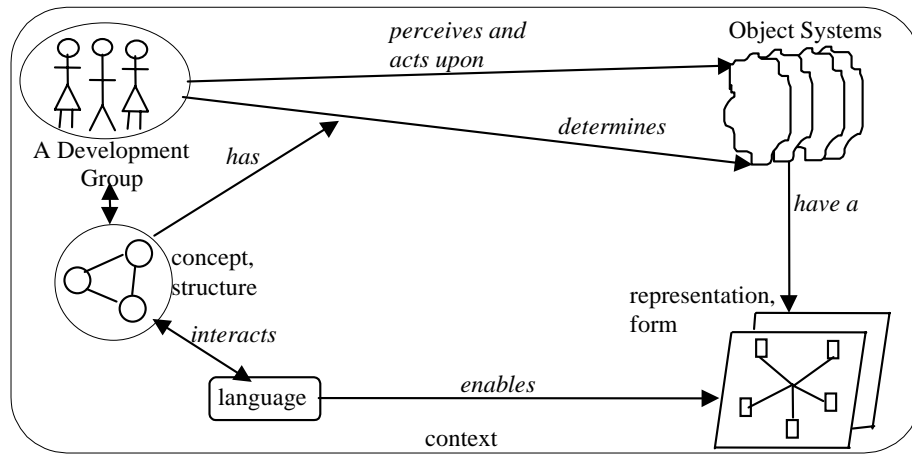 perceives and
acts upon
Object Systems
determines
A Development
Group
has
have a
concept,
structure
representation,
form
interacts
language
enables
context